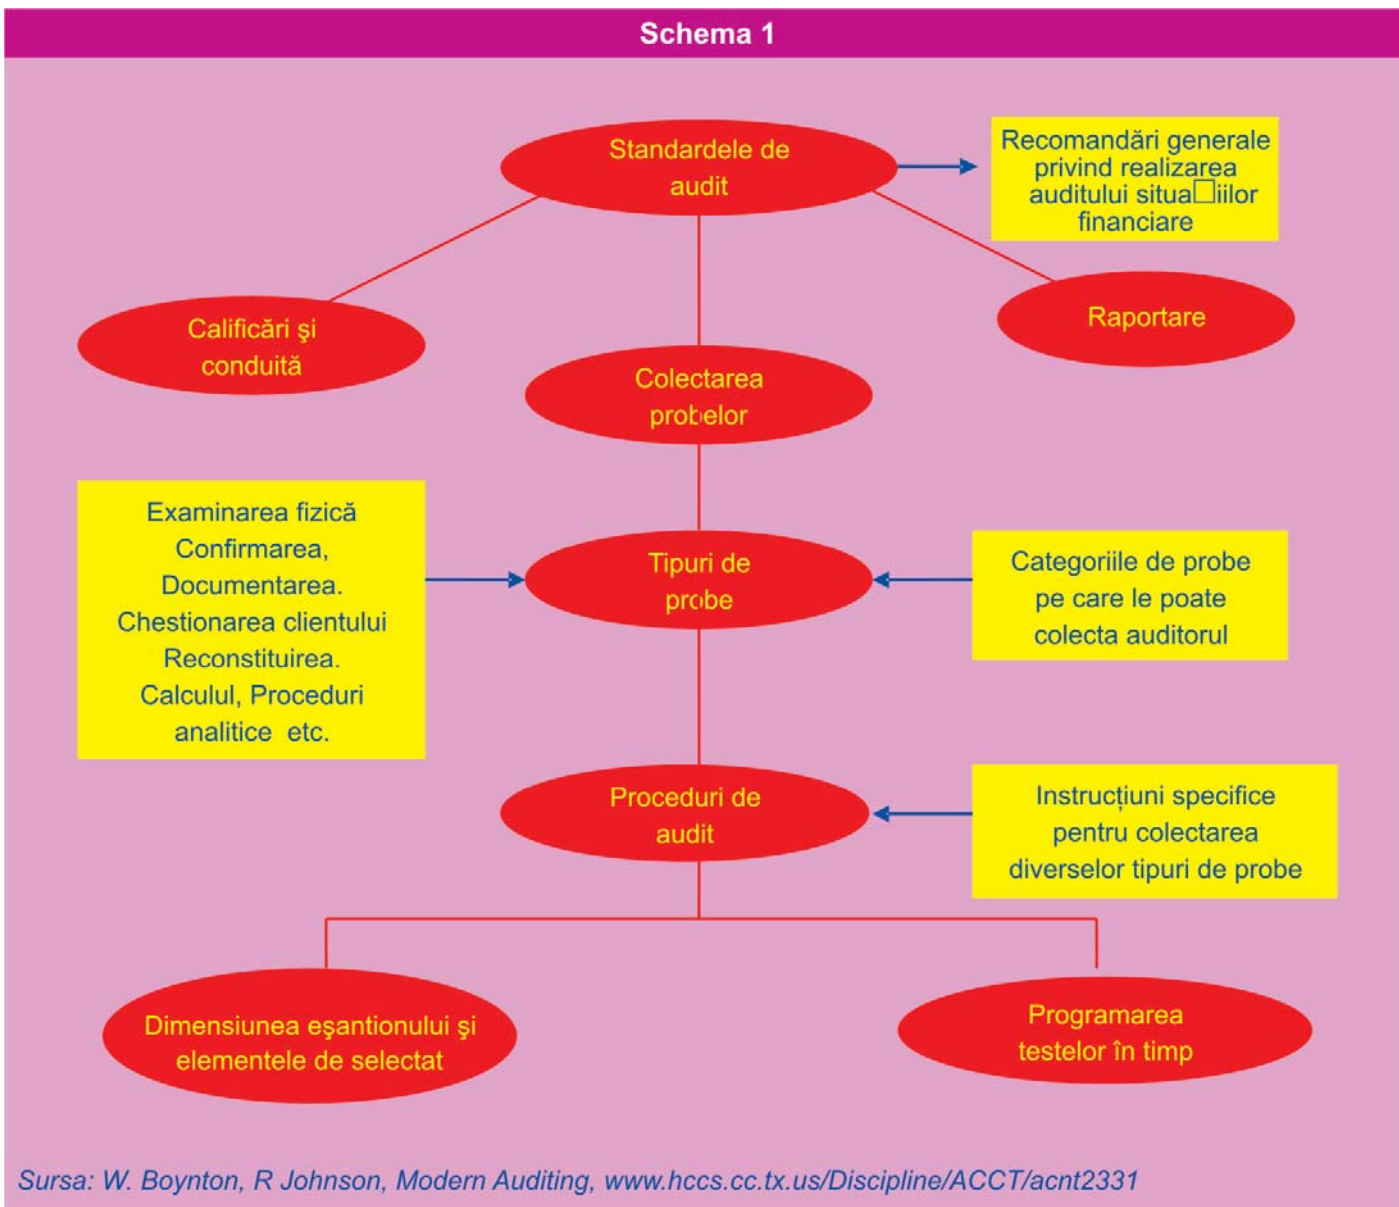 Schema 1
Standardele de
audit
Recomandări generale
privind realizarea
auditului situa□iilor
financiare
Calificări şi
conduită
Raportare
Colectarea
probelor
Examinarea fizică
Confirmarea,
Documentarea.
Chestionarea clientului
Reconstituirea.
Calculul, Proceduri
analitice etc.
Tipuri de
probe
Categoriile de probe
pe care le poate
colecta auditorul
Proceduri de
audit
Instrucțiuni specifice
pentru colectarea
diverselor tipuri de probe
Dimensiunea eşantionului şi
elementele de selectat
Programarea
testelor în timp
Sursa: W. Boynton, R Johnson, Modern Auditing, www.hccs.cc.tx.us/Discipline/ACCT/acnt2331